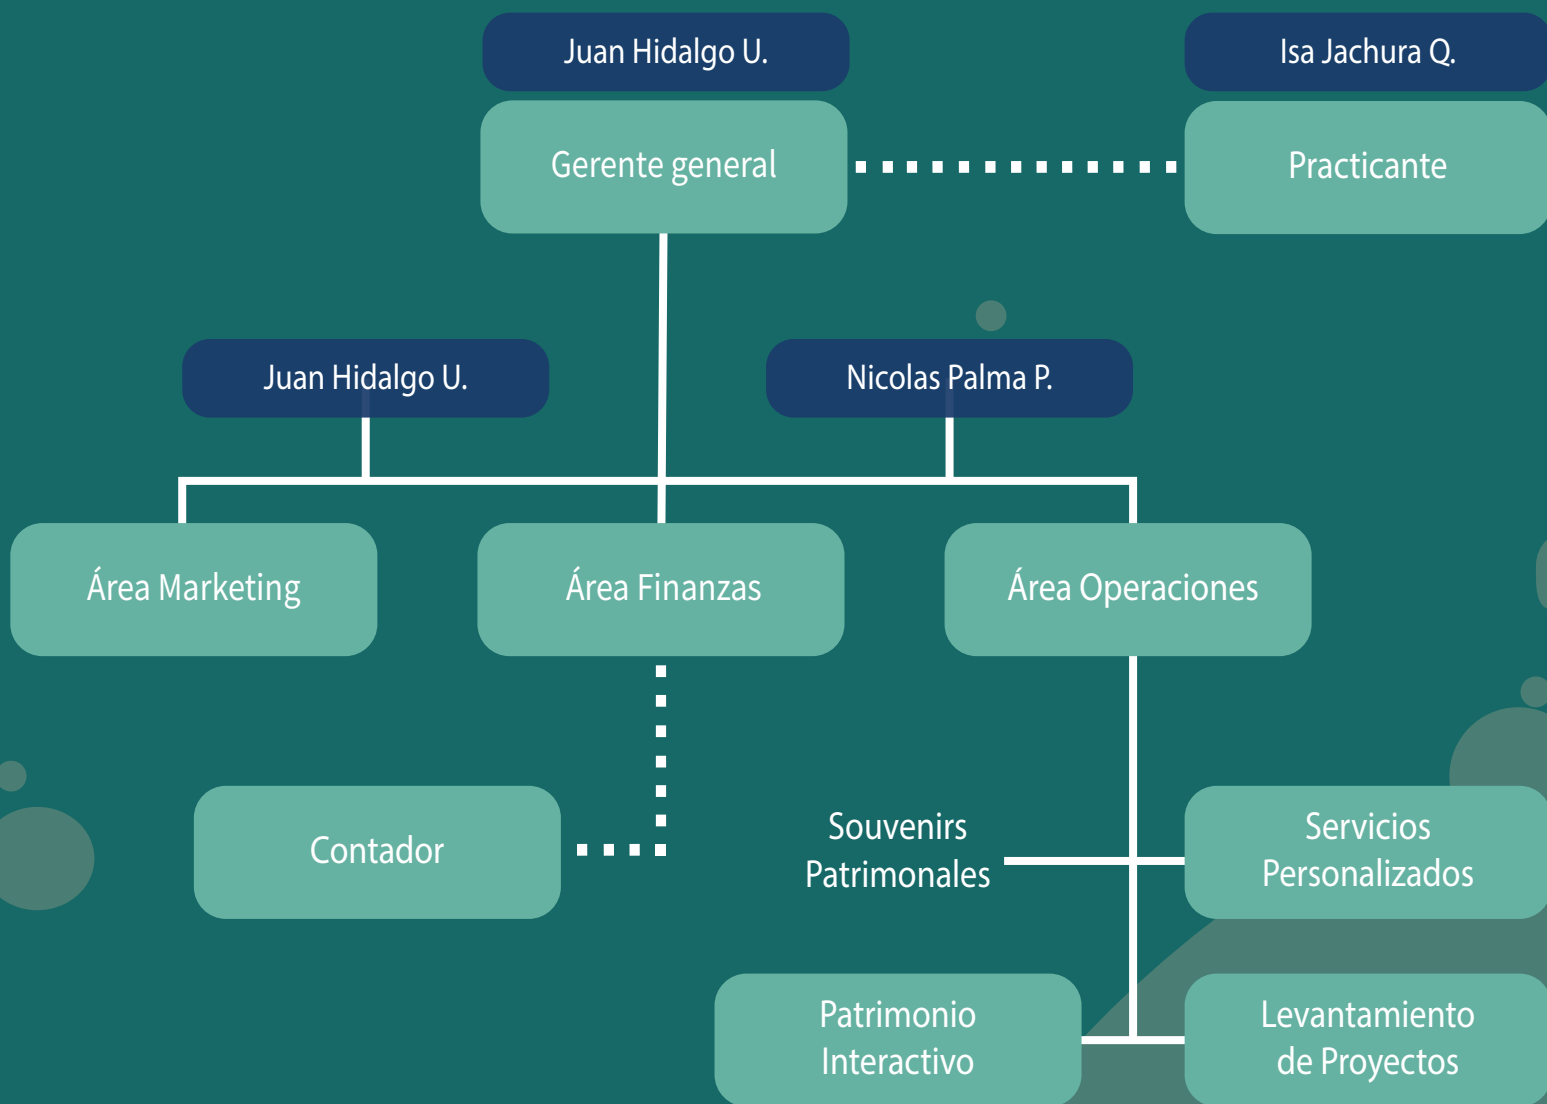 Juan Hidalgo U.
Isa Jachura Q.
Gerente general
Practicante
Juan Hidalgo U.
Nicolas Palma P.
Área Marketing
Área Finanzas
Área Operaciones
Contador
Souvenirs
Patrimonales
Servicios
Personalizados
Patrimonio
Interactivo
Levantamiento
de Proyectos